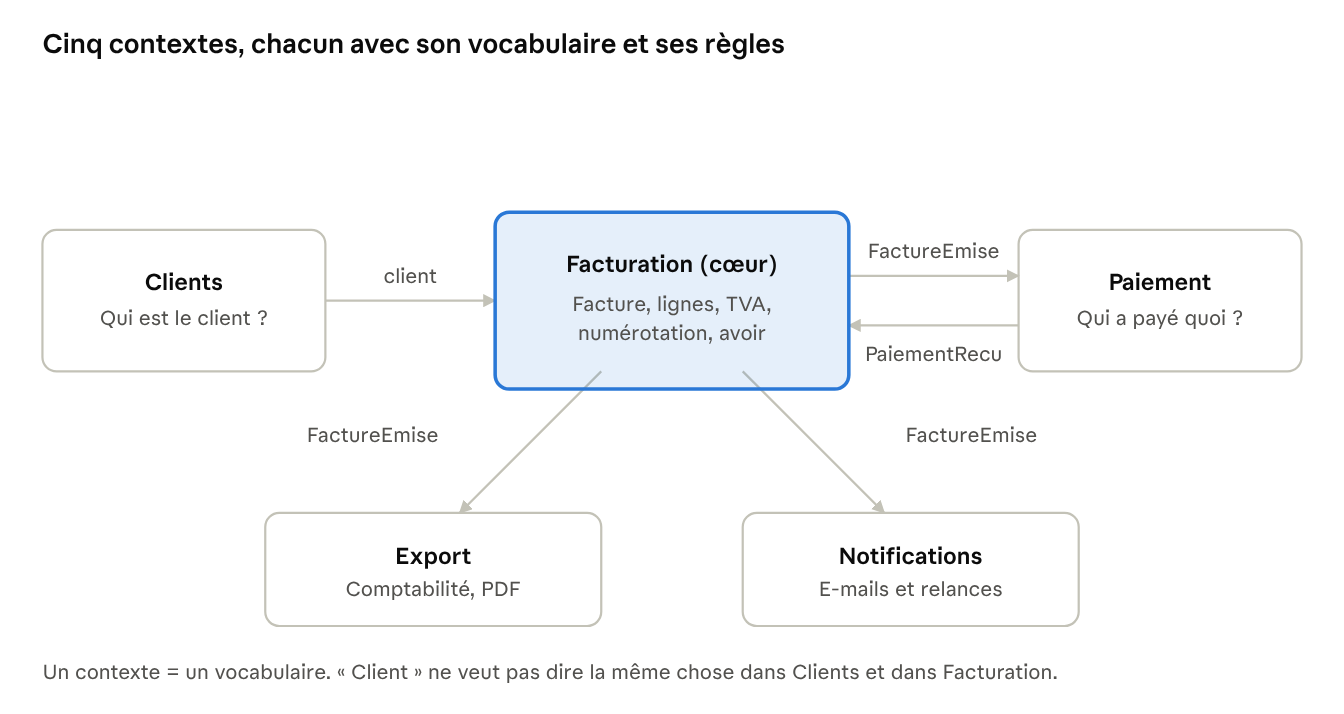 Cinq contextes, chacun avec son vocabulaire et ses règles
Clients
Qui est le client ?
client
Facturation (cœur)
Facture, lignes, TVA,
numérotation, avoir
FactureEmise
PaiementRecu
Paiement
Qui a payé quoi ?
FactureEmise
FactureEmise
Export
Comptabilité, PDF
Notifications
E-mails et relances
Un contexte = un vocabulaire. « Client » ne veut pas dire la même chose dans Clients et dans Facturation.